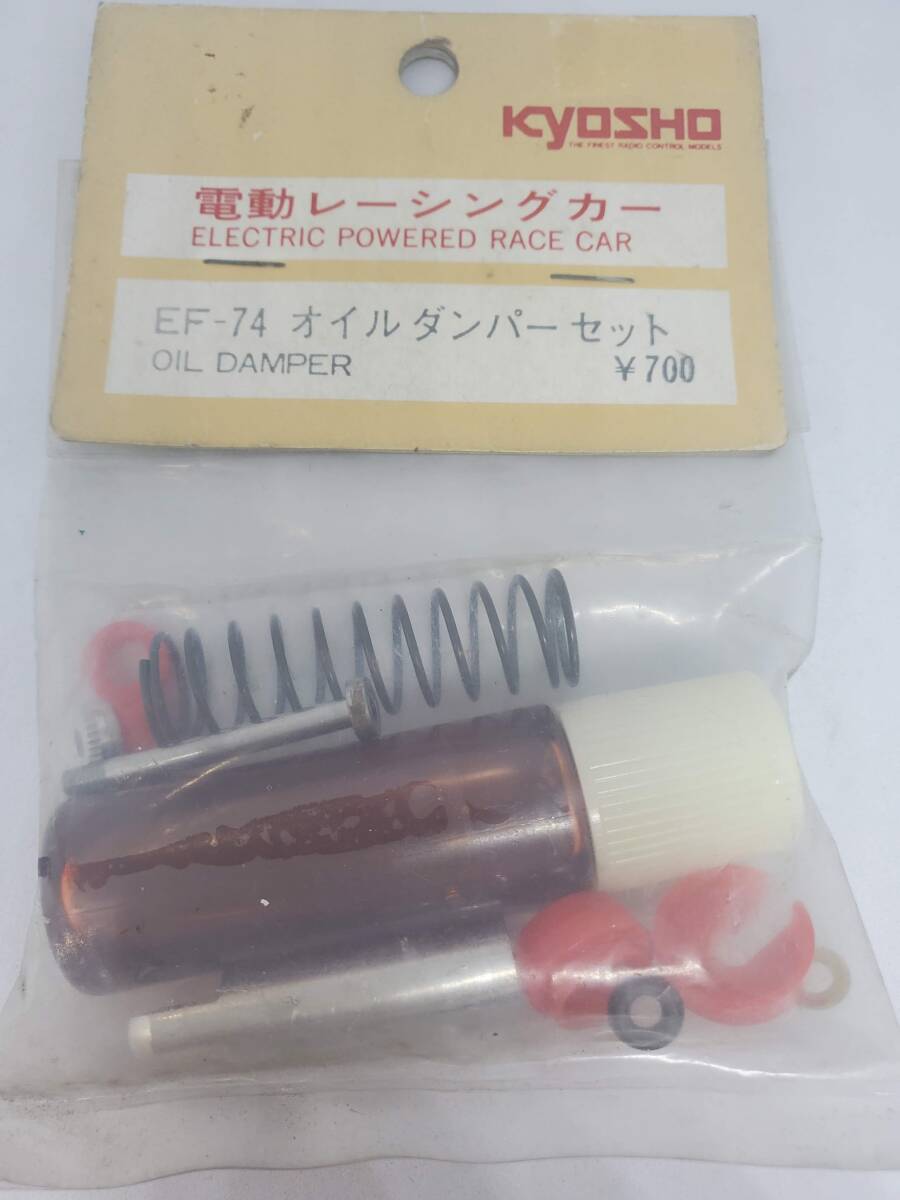 KYOSHO
THE FINEST RADIO CONTROL MODELS
電動レーシングカー
ELECTRIC POWERED RACE CAR
EF-74 オイルダンパーセット
OIL DAMPER ¥700